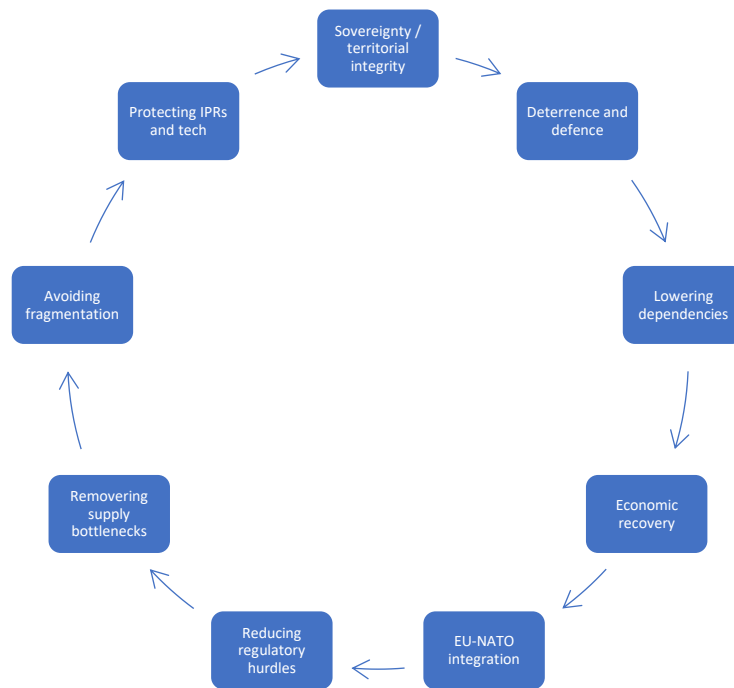 Sovereignty /
territorial
integrity
Deterrence and
defence
Lowering
dependencies
Economic
recovery
EU-NATO
integration
Reducing
regulatory
hurdles
Removering
supply
bottlenecks
Avoiding
fragmentation
Protecting IPRs
and tech